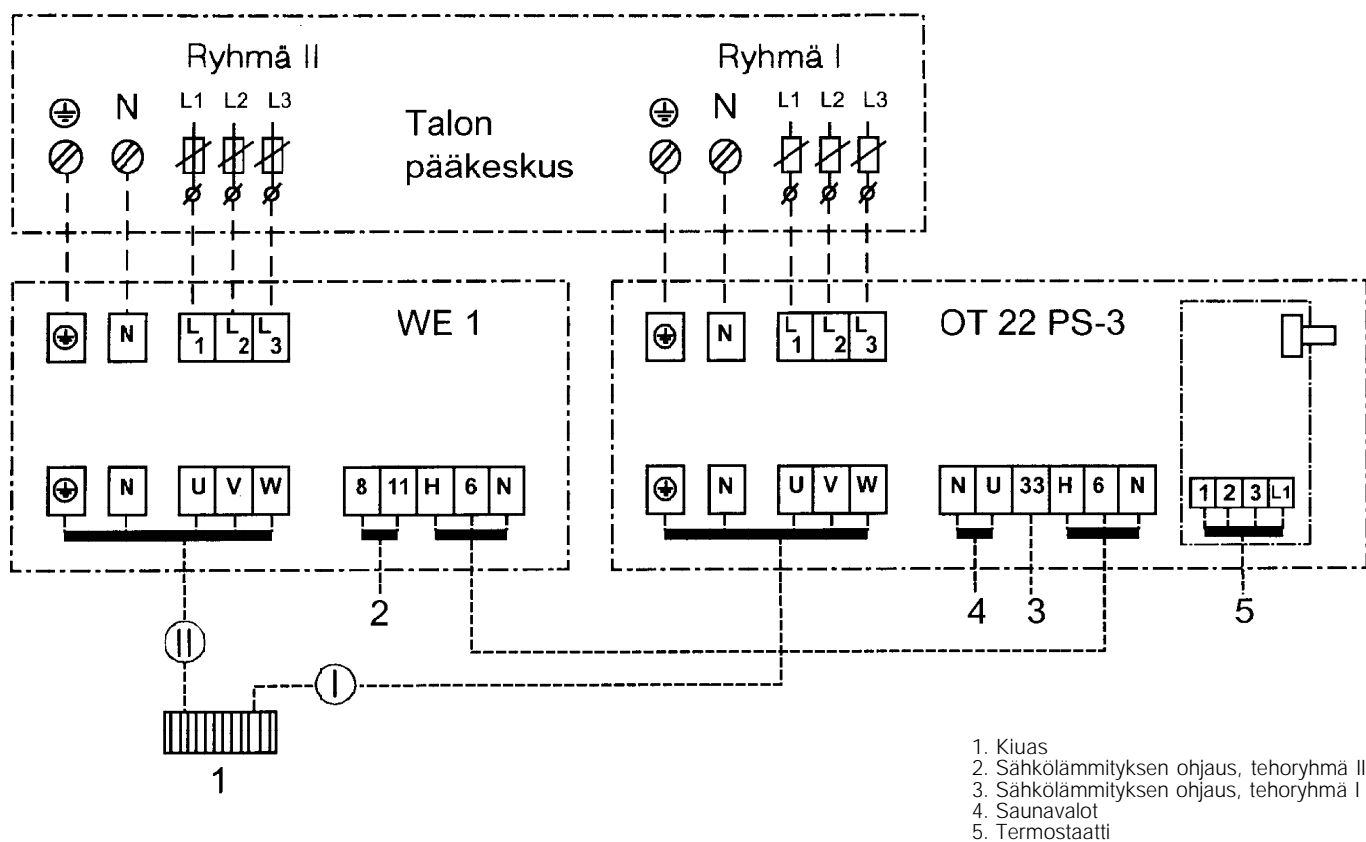 Ryhmä II Ryhmä I
N L1 L2 L3 N L1 L2 L3
Talon
pääkeskus
WE 1 OT 22 PS-3
N L1 L2 L3 N L1 L2 L3
N U V W 8 11 H 6 N N U V W N U 33 H 6 N 1 2 3 L1
2 4 3 5
II
I
1
1. Kiuas
2. Sähkölämmityksen ohjaus, tehoryhmä II
3. Sähkölämmityksen ohjaus, tehoryhmä I
4. Saunavalot
5. Termostaatti